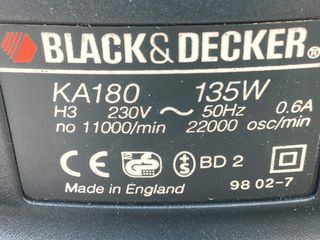 BLACK&DECKER®
KA180 135W
H3 230V ~ 50Hz 0.6A
no 11000/min 22000 osc/min
CE GS +S BD 2
Made in England 98 02-7